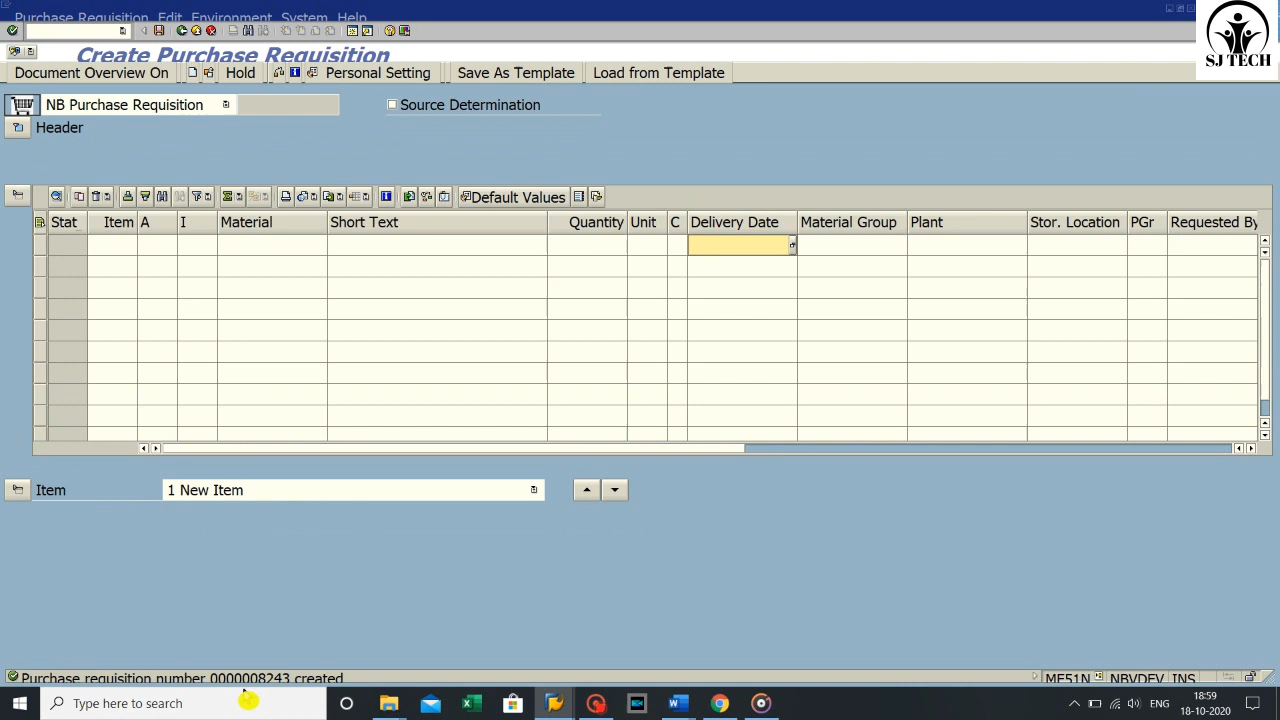 Purchase Requisition Edit Environment System Help
Create Purchase Requisition
SJ TECH
Document Overview On Hold Personal Setting Save As Template Load from Template
NB Purchase Requisition Source Determination
Header
Default Values
Stat Item A I Material Short Text Quantity Unit C Delivery Date Material Group Plant Stor. Location PGr Requested By
Item 1 New Item
Purchase requisition number 0000008243 created ME51N NBVDEV INS
Type here to search ENG 18:59
18-10-2020